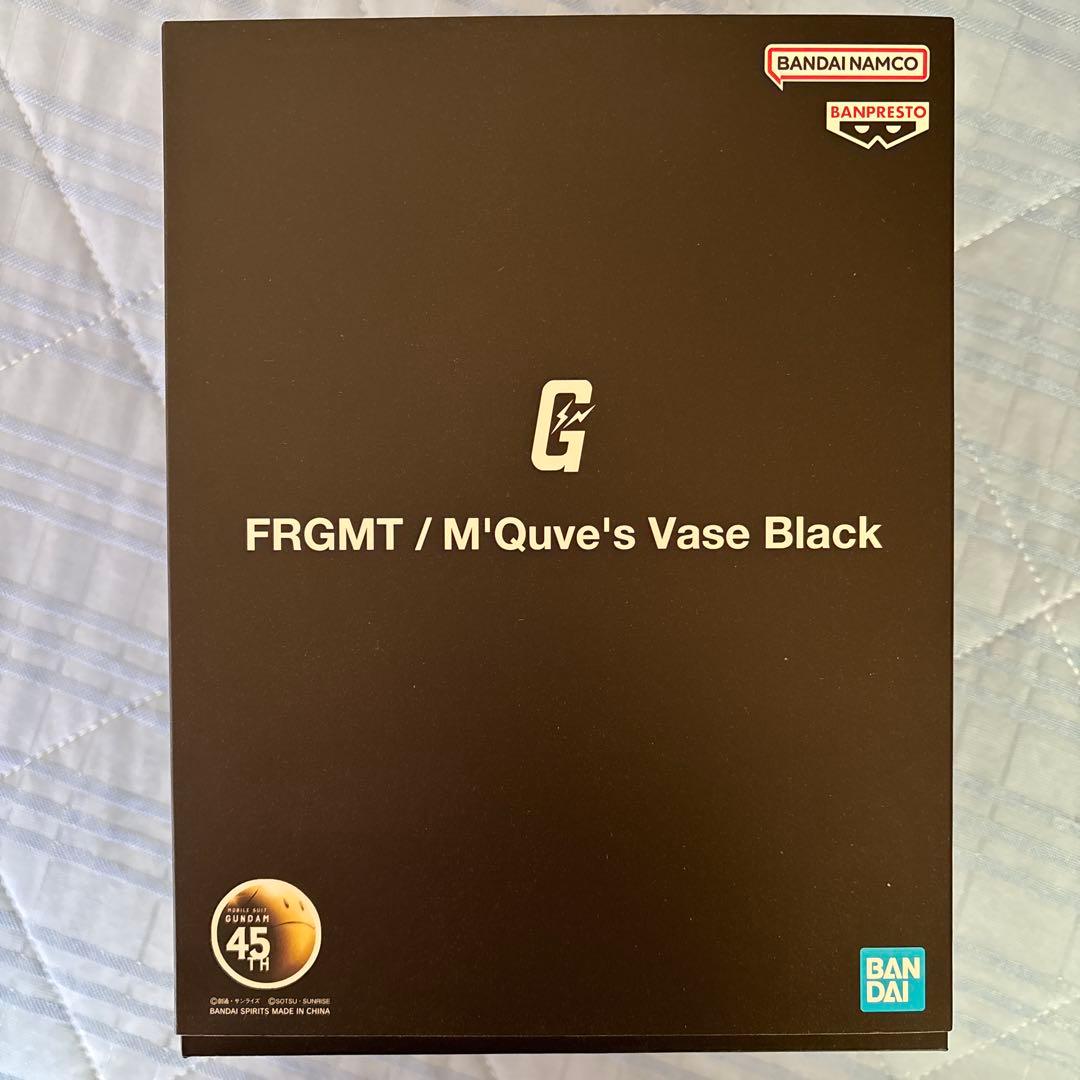 BANDAI NAMCO
BANPRESTO
G
FRGMT / M'Quve's Vase Black
MOBILE SUIT
GUNDAM
45
TH
©創通・サンライズ ©SOTSU・SUNRISE
BANDAI SPIRITS MADE IN CHINA
BAN
DAI